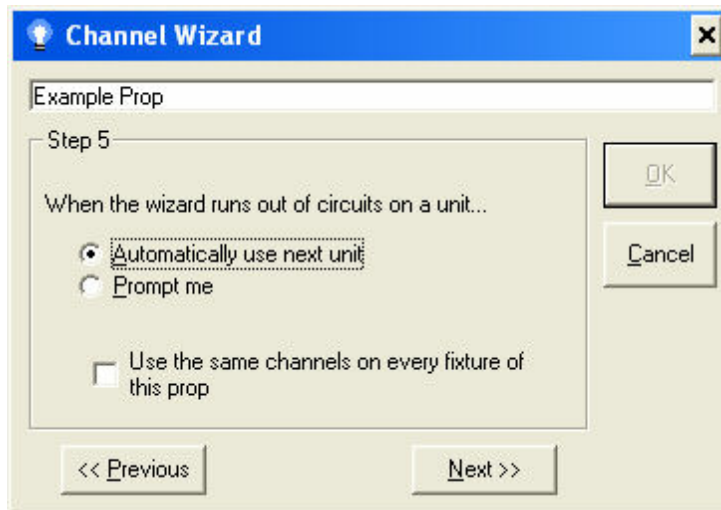 Channel Wizard
Example Prop
Step 5
OK
When the wizard runs out of circuits on a unit...
Automatically use next unit
Cancel
Prompt me
Use the same channels on every fixture of
this prop
<< Previous
Next >>